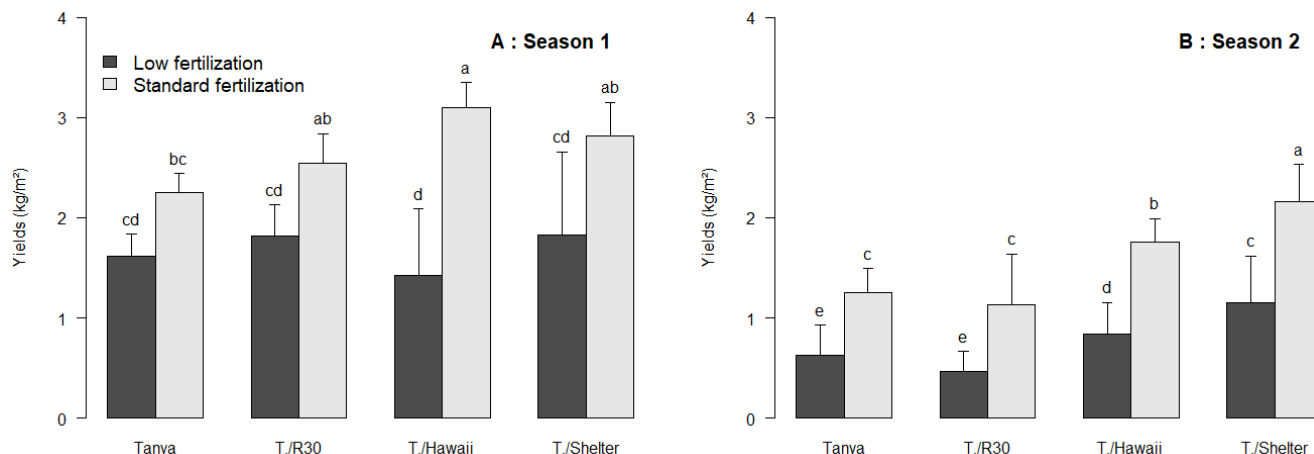 A : Season 1
Low fertilization
Standard fertilization
Yields (kg/m²)
4
3
2
1
0
cd
bc
cd
ab
d
a
cd
ab
Tanva
T./R30
T./Hawaii
T./Shelter
B : Season 2
Yields (kg/m²)
4
3
2
1
0
e
c
e
c
d
b
c
a
Tanva
T./R30
T./Hawaii
T./Shelter